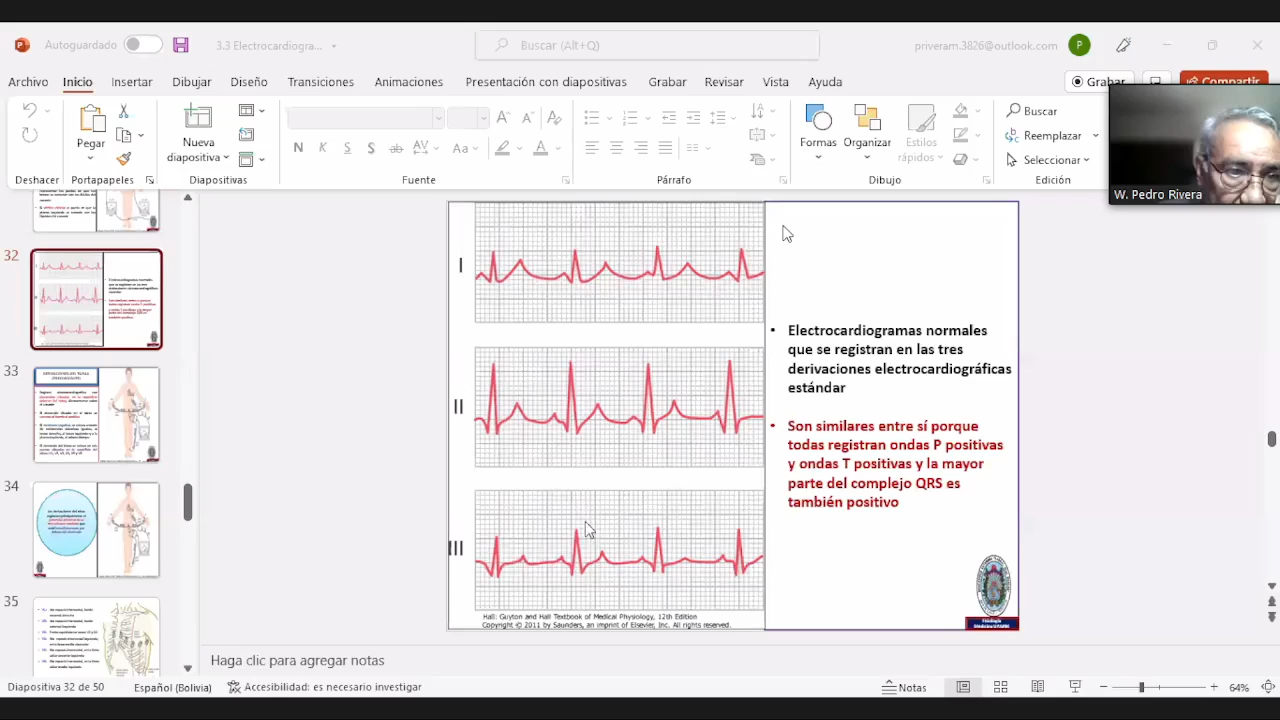 Autoguardado
3.3 Electrocardiogra...
Buscar (Alt+Q)
priveram.3826@outlook.com
P
Archivo
Inicio
Insertar
Dibujar
Diseño
Transiciones
Animaciones
Presentación con diapositivas
Grabar
Revisar
Vista
Ayuda
Grabar
Compartir
Pegar
Nueva
diapositiva
N
Aa
Formas
Organizar
Estilos
rápidos
Buscar
Reemplazar
Seleccionar
Deshacer
Portapapeles
Diapositivas
Fuente
Párrafo
Dibujo
Edición
W. Pedro Rivera
32
33
34
35
I
II
III
• Electrocardiogramas normales
que se registran en las tres
derivaciones electrocardiográficas
estándar
• Son similares entre sí porque
todas registran ondas P positivas
y ondas T positivas y la mayor
parte del complejo QRS es
también positivo
Hall: Guyton and Hall Textbook of Medical Physiology, 12th Edition
Copyright © 2011 by Saunders, an imprint of Elsevier, Inc. All rights reserved.
Haga clic para agregar notas
Diapositiva 32 de 50
Español (Bolivia)
Accesibilidad: es necesario investigar
Notas
64%